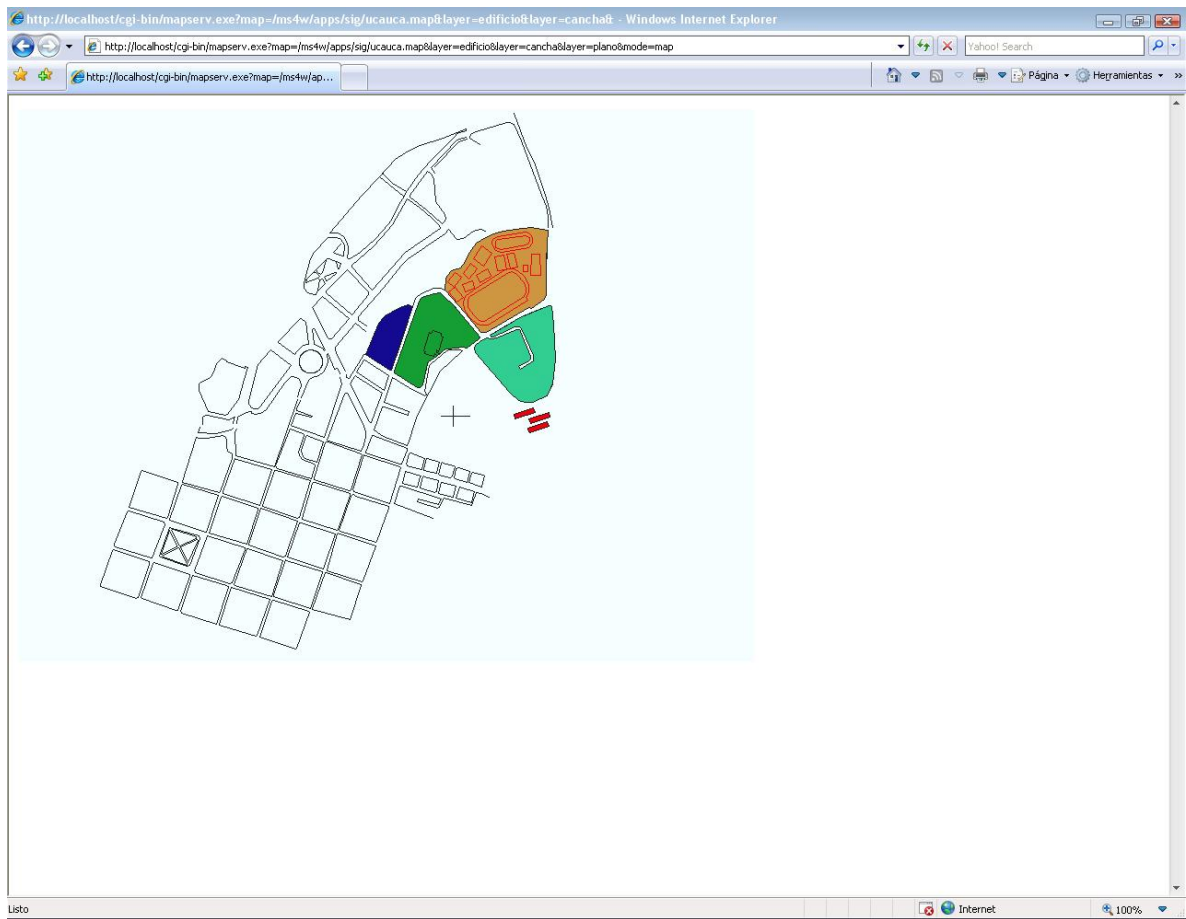 http://localhost/cgi-bin/mapserv.exe?map=/ms4w/apps/sig/ucauca.map&layer=edificio&layer=cancha& - Windows Internet Explorer
http://localhost/cgi-bin/mapserv.exe?map=/ms4w/apps/sig/ucauca.map&layer=edificio&layer=cancha&layer=plano&mode=map
Yahoo! Search
http://localhost/cgi-bin/mapserv.exe?map=/ms4w/ap...
Página
Herramientas
»
Listo
Internet
100%